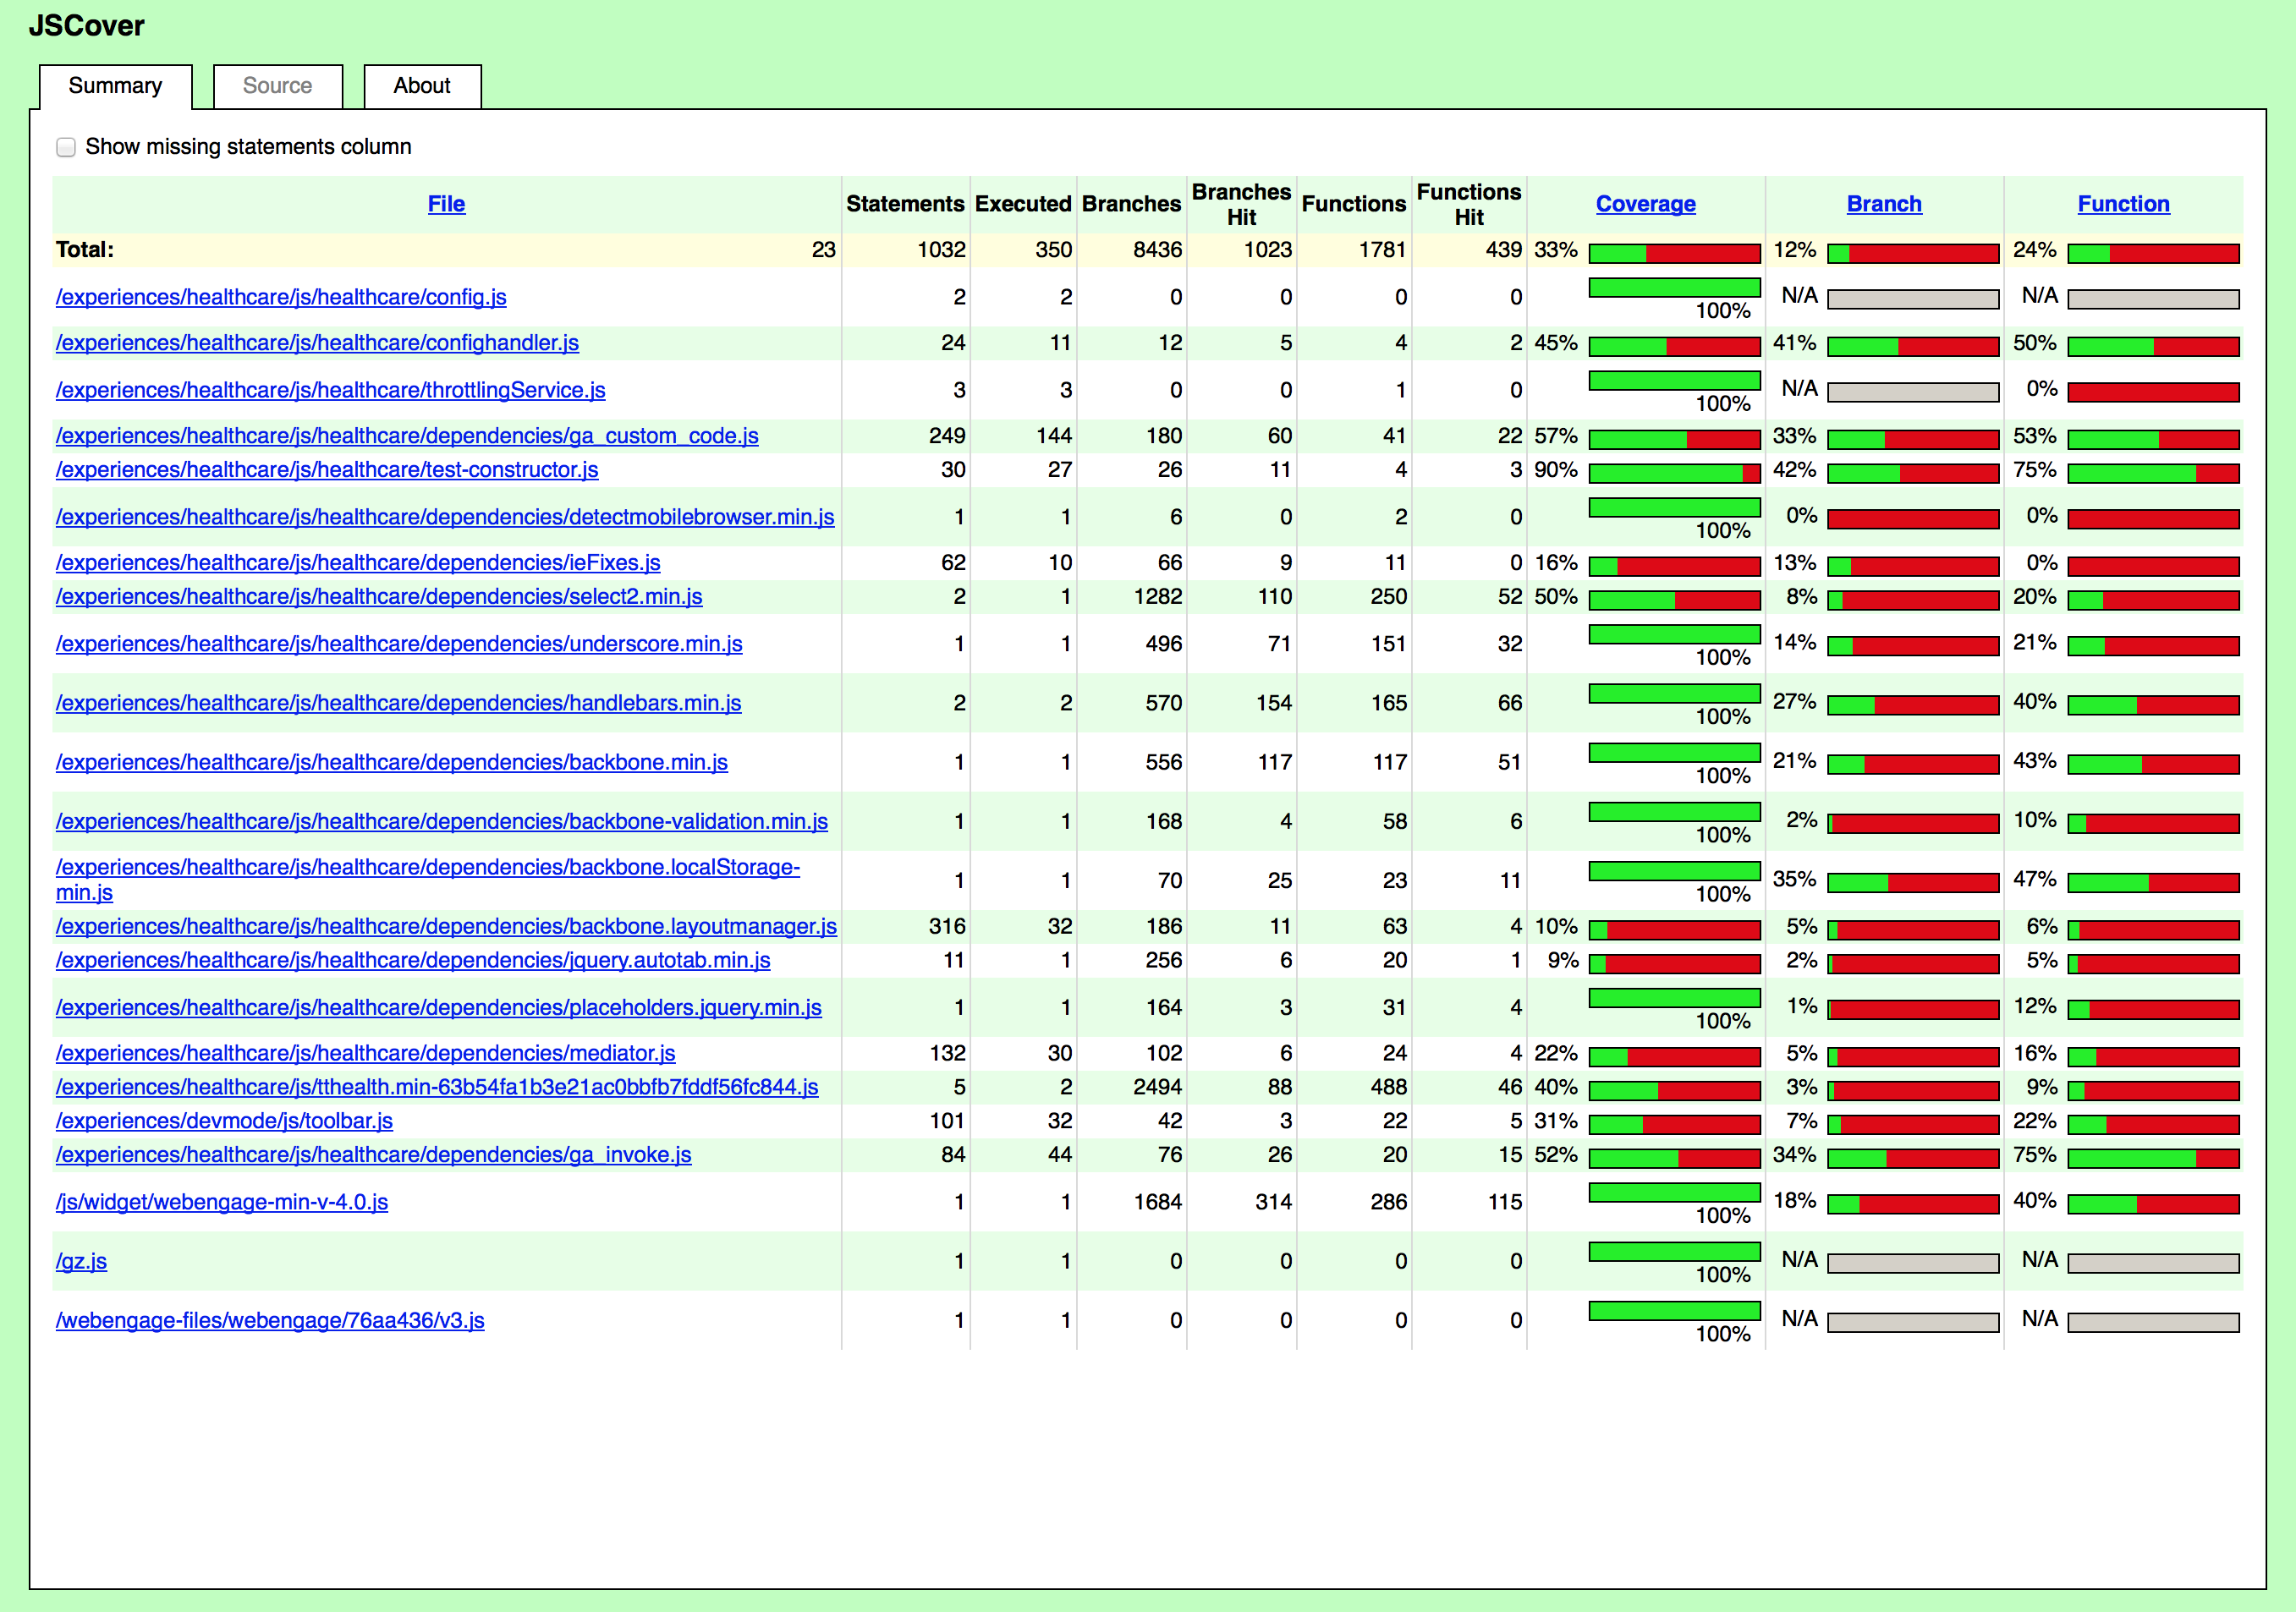 JSCover
Summary Source About
Show missing statements column
File Statements Executed Branches Branches Hit Functions Functions Hit Coverage Branch Function
Total: 23 1032 350 8436 1023 1781 439 33% 12% 24%
/experiences/healthcare/js/healthcare/config.js 2 2 0 0 0 0 100% N/A N/A
/experiences/healthcare/js/healthcare/confighandler.js 24 11 12 5 4 2 45% 41% 50%
/experiences/healthcare/js/healthcare/throttlingService.js 3 3 0 0 1 0 100% N/A 0%
/experiences/healthcare/js/healthcare/dependencies/ga_custom_code.js 249 144 180 60 41 22 57% 33% 53%
/experiences/healthcare/js/healthcare/test-constructor.js 30 27 26 11 4 3 90% 42% 75%
/experiences/healthcare/js/healthcare/dependencies/detectmobilebrowser.min.js 1 1 6 0 2 0 100% 0% 0%
/experiences/healthcare/js/healthcare/dependencies/ieFixes.js 62 10 66 9 11 0 16% 13% 0%
/experiences/healthcare/js/healthcare/dependencies/select2.min.js 2 1 1282 110 250 52 50% 8% 20%
/experiences/healthcare/js/healthcare/dependencies/underscore.min.js 1 1 496 71 151 32 100% 14% 21%
/experiences/healthcare/js/healthcare/dependencies/handlebars.min.js 2 2 570 154 165 66 100% 27% 40%
/experiences/healthcare/js/healthcare/dependencies/backbone.min.js 1 1 556 117 117 51 100% 21% 43%
/experiences/healthcare/js/healthcare/dependencies/backbone-validation.min.js 1 1 168 4 58 6 100% 2% 10%
/experiences/healthcare/js/healthcare/dependencies/backbone.localStorage-
min.js 1 1 70 25 23 11 100% 35% 47%
/experiences/healthcare/js/healthcare/dependencies/backbone.layoutmanager.js 316 32 186 11 63 4 10% 5% 6%
/experiences/healthcare/js/healthcare/dependencies/jquery.autotab.min.js 11 1 256 6 20 1 9% 2% 5%
/experiences/healthcare/js/healthcare/dependencies/placeholders.jquery.min.js 1 1 164 3 31 4 100% 1% 12%
/experiences/healthcare/js/healthcare/dependencies/mediator.js 132 30 102 6 24 4 22% 5% 16%
/experiences/healthcare/js/tthealth.min-63b54fa1b3e21ac0bbfb7fddf56fc844.js 5 2 2494 88 488 46 40% 3% 9%
/experiences/devmode/js/toolbar.js 101 32 42 3 22 5 31% 7% 22%
/experiences/healthcare/js/healthcare/dependencies/ga_invoke.js 84 44 76 26 20 15 52% 34% 75%
/js/widget/webengage-min-v-4.0.js 1 1 1684 314 286 115 100% 18% 40%
/gz.js 1 1 0 0 0 0 100% N/A N/A
/webengage-files/webengage/76aa436/v3.js 1 1 0 0 0 0 100% N/A N/A